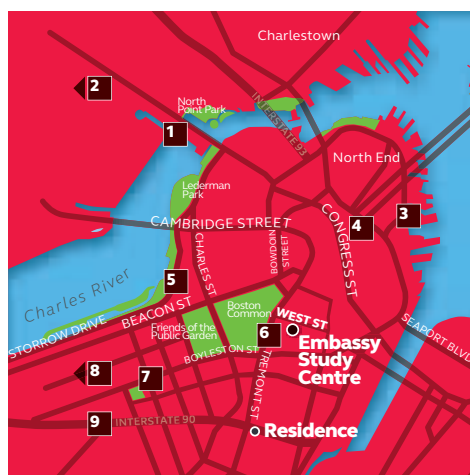 Charlestown
2
North
Point Park
INTERSTATE 93
1
North End
Lederman
Park
3
CAMBRIDGE STREET
4
CONGRESS ST
CHARLES ST
BOWDOIN
STREET
5
Charles River
BEACON ST
Boston
Common
STORROW DRIVE
WEST ST
Friends of the
Public Garden
6
SEAPORT BLVD
Embassy
Study
Centre
BOYLESTON ST
TREMONT ST
8
7
9
INTERSTATE 90
Residence